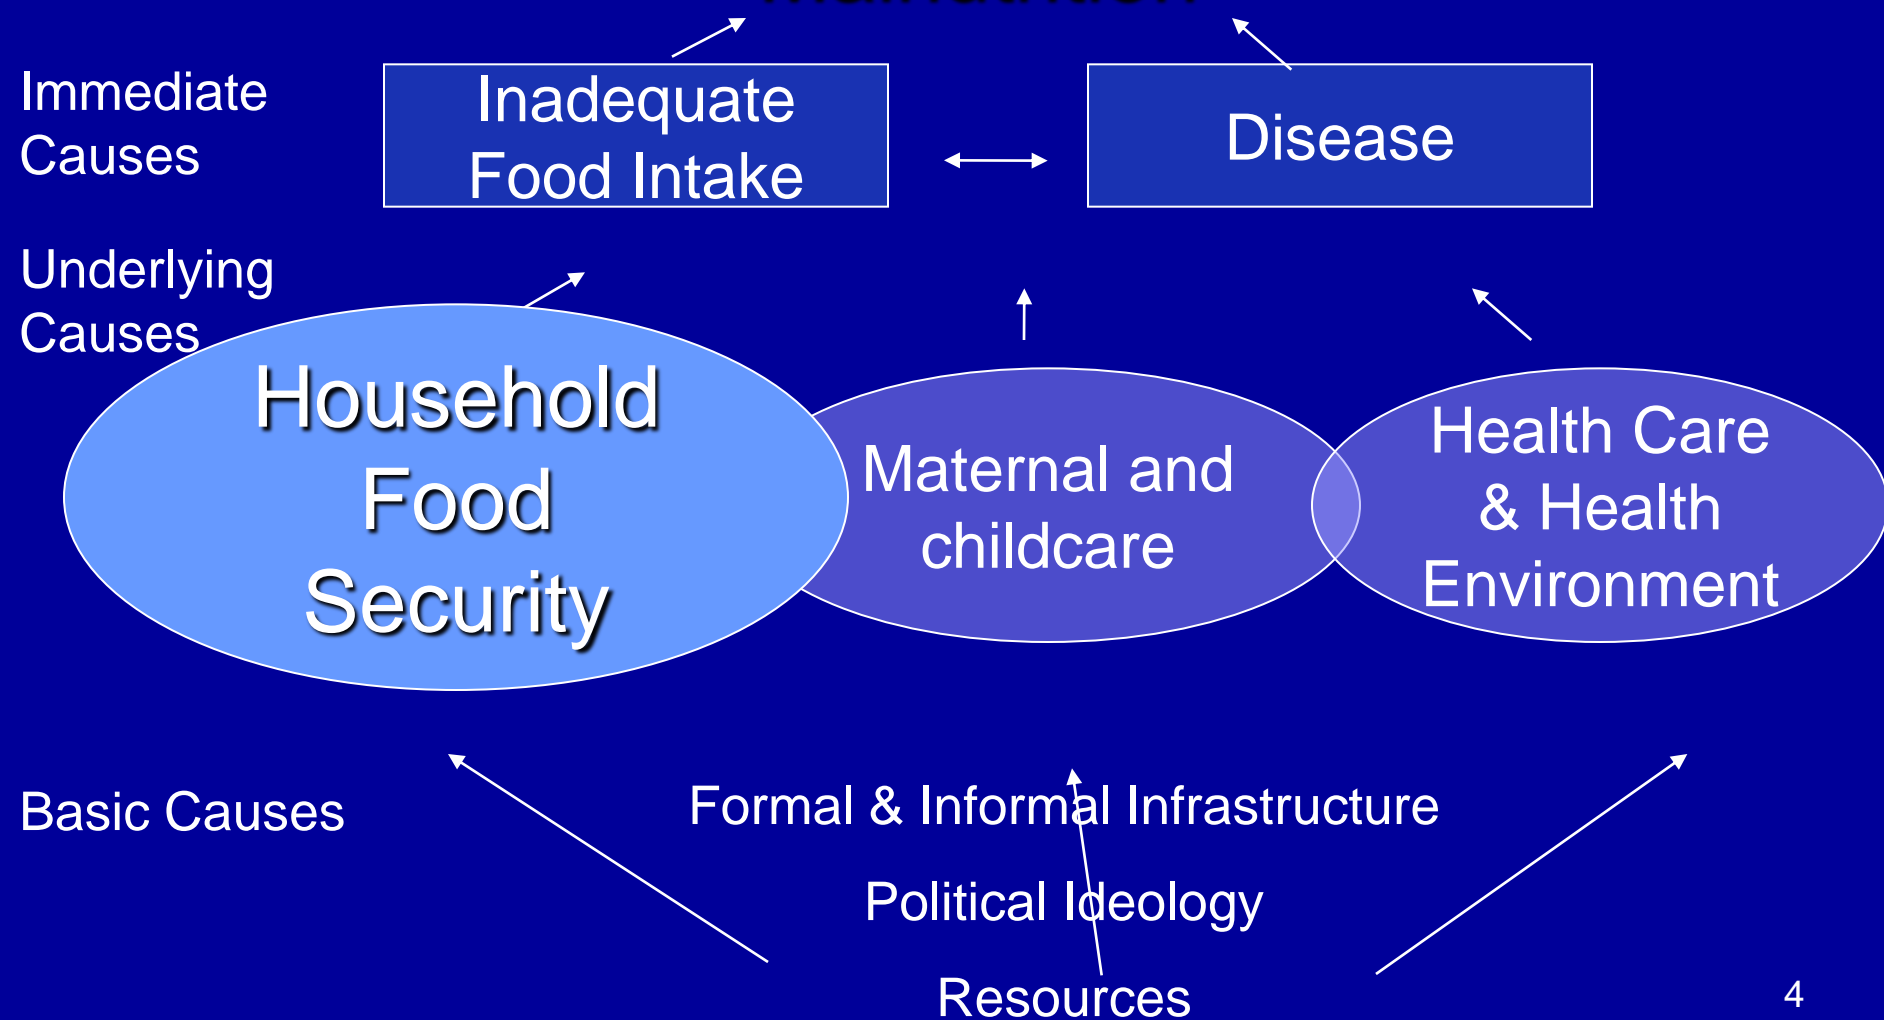 Malnutrition
Immediate
Causes
Inadequate
Food Intake
Disease
Underlying
Causes
Household
Food
Security
Maternal and
childcare
Health Care
& Health
Environment
Basic Causes
Formal & Informal Infrastructure
Political Ideology
Resources
4